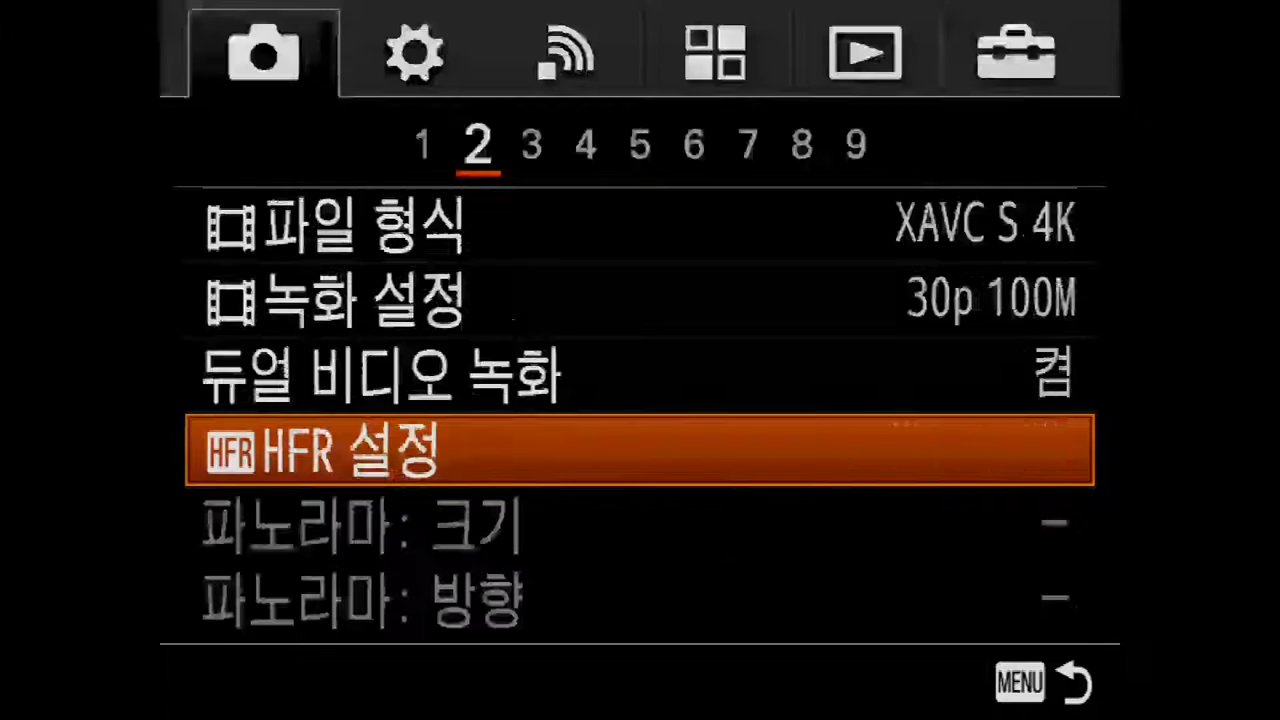 1 2 3 4 5 6 7 8 9
파일 형식 XAVC S 4K
녹화 설정 30p 100M
듀얼 비디오 녹화 켬
HFR HFR 설정
파노라마: 크기 –
파노라마: 방향 –
MENU